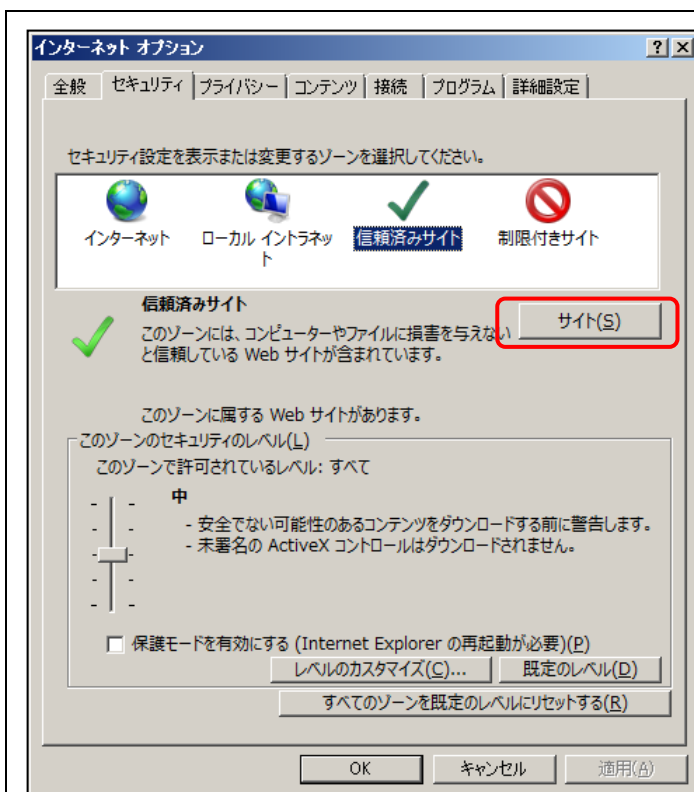 インターネット オプション
全般 セキュリティ プライバシー コンテンツ 接続 プログラム 詳細設定
セキュリティ設定を表示または変更するゾーンを選択してください。
インターネット ローカル イントラネッ 信頼済みサイト 制限付きサイト
ト
信頼済みサイト
サイト(S)
このゾーンには、コンピューターやファイルに損害を与えない
と信頼している Web サイトが含まれています。
このゾーンに属する Web サイトがあります。
このゾーンのセキュリティのレベル(L)
このゾーンで許可されているレベル: すべて
中
- 安全でない可能性のあるコンテンツをダウンロードする前に警告します。
- 未署名の ActiveX コントロールはダウンロードされません。
保護モードを有効にする (Internet Explorer の再起動が必要)(P)
レベルのカスタマイズ(C)... 既定のレベル(D)
すべてのゾーンを既定のレベルにリセットする(R)
OK キャンセル 適用(A)